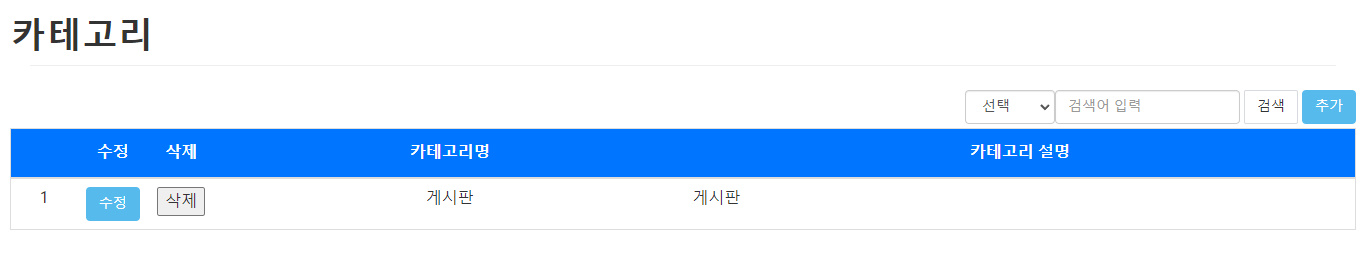 카테고리
선택 검색어 입력 검색 추가
수정 삭제 카테고리명 카테고리 설명
1 수정 삭제 게시판 게시판